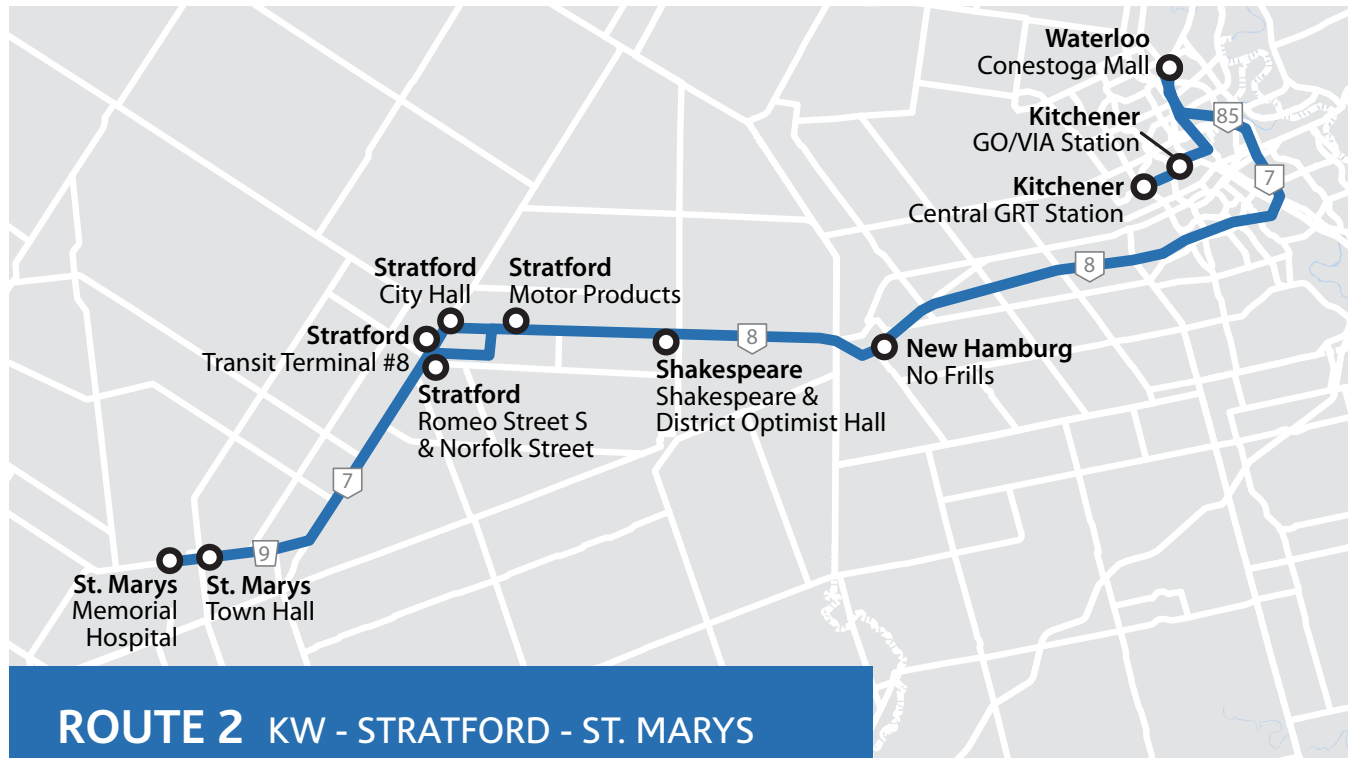 Waterloo
Conestoga Mall
85
Kitchener
GO/VIA Station
7
Kitchener
Central GRT Station
8
Stratford
City Hall
Stratford
Motor Products
Stratford
Transit Terminal #8
8
New Hamburg
No Frills
Shakespeare
Shakespeare &
District Optimist Hall
Stratford
Romeo Street S
& Norfolk Street
7
9
St. Marys
Memorial
Hospital
St. Marys
Town Hall
ROUTE 2 KW - STRATFORD - ST. MARYS